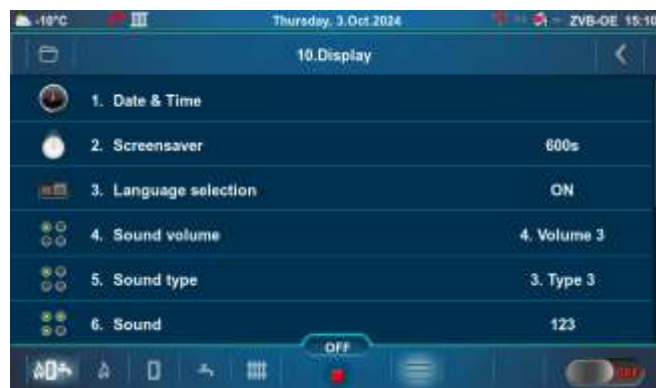 -10°C Thursday, 3.Oct.2024 ZVB-OE 15:10
10.Display
1. Date & Time
2. Screensaver 600s
3. Language selection ON
4. Sound volume 4. Volume 3
5. Sound type 3. Type 3
6. Sound 123
OFF
OFF